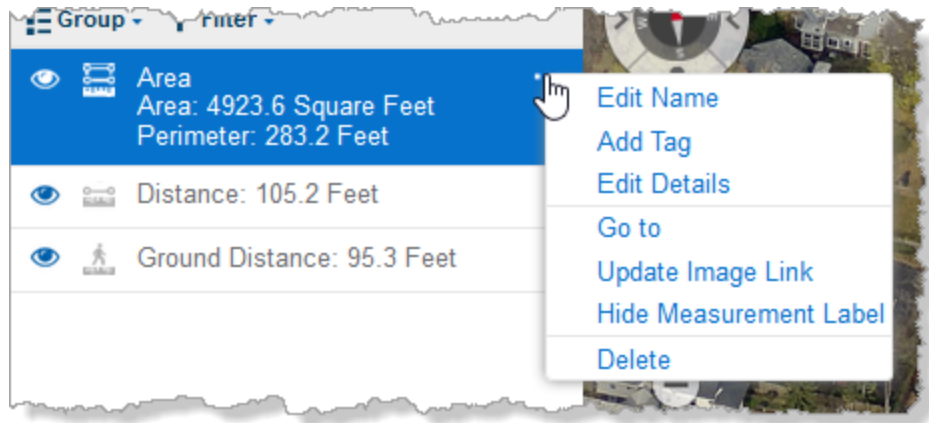 Group
Filter
Area
Area: 4923.6 Square Feet
Perimeter: 283.2 Feet
Distance: 105.2 Feet
Ground Distance: 95.3 Feet
Edit Name
Add Tag
Edit Details
Go to
Update Image Link
Hide Measurement Label
Delete